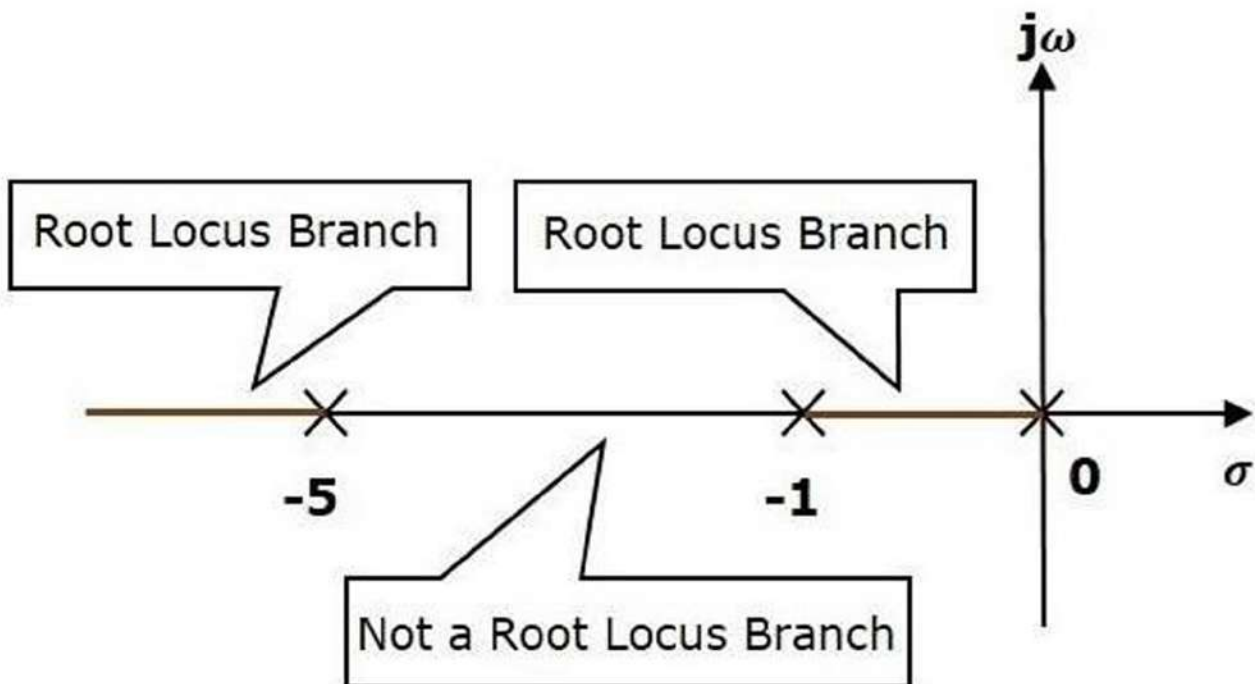 jω
Root Locus Branch
Root Locus Branch
-5
-1
0
σ
Not a Root Locus Branch